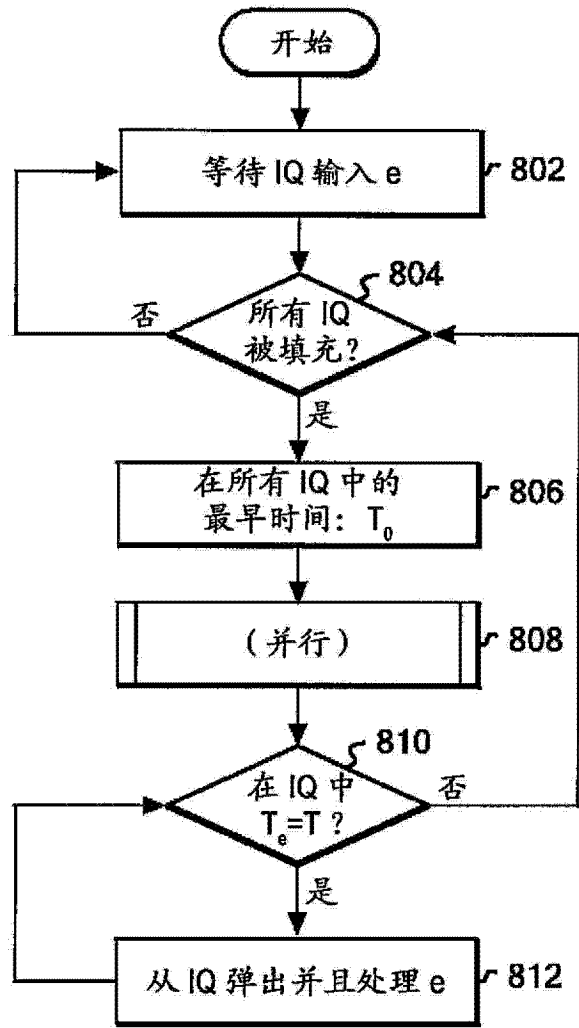 开始
等待 IQ 输入 e
802
804
所有 IQ
被填充?
否
是
在所有 IQ 中的
最早时间: T₀
806
(并行)
808
810
在 IQ 中
Tₑ=T ?
否
是
从 IQ 弹出并且处理 e
812